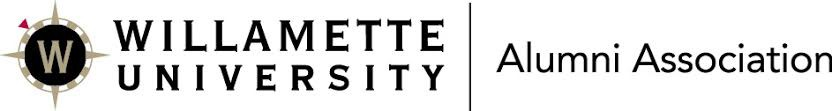 W
WILLAMETTE
UNIVERSITY
Alumni Association